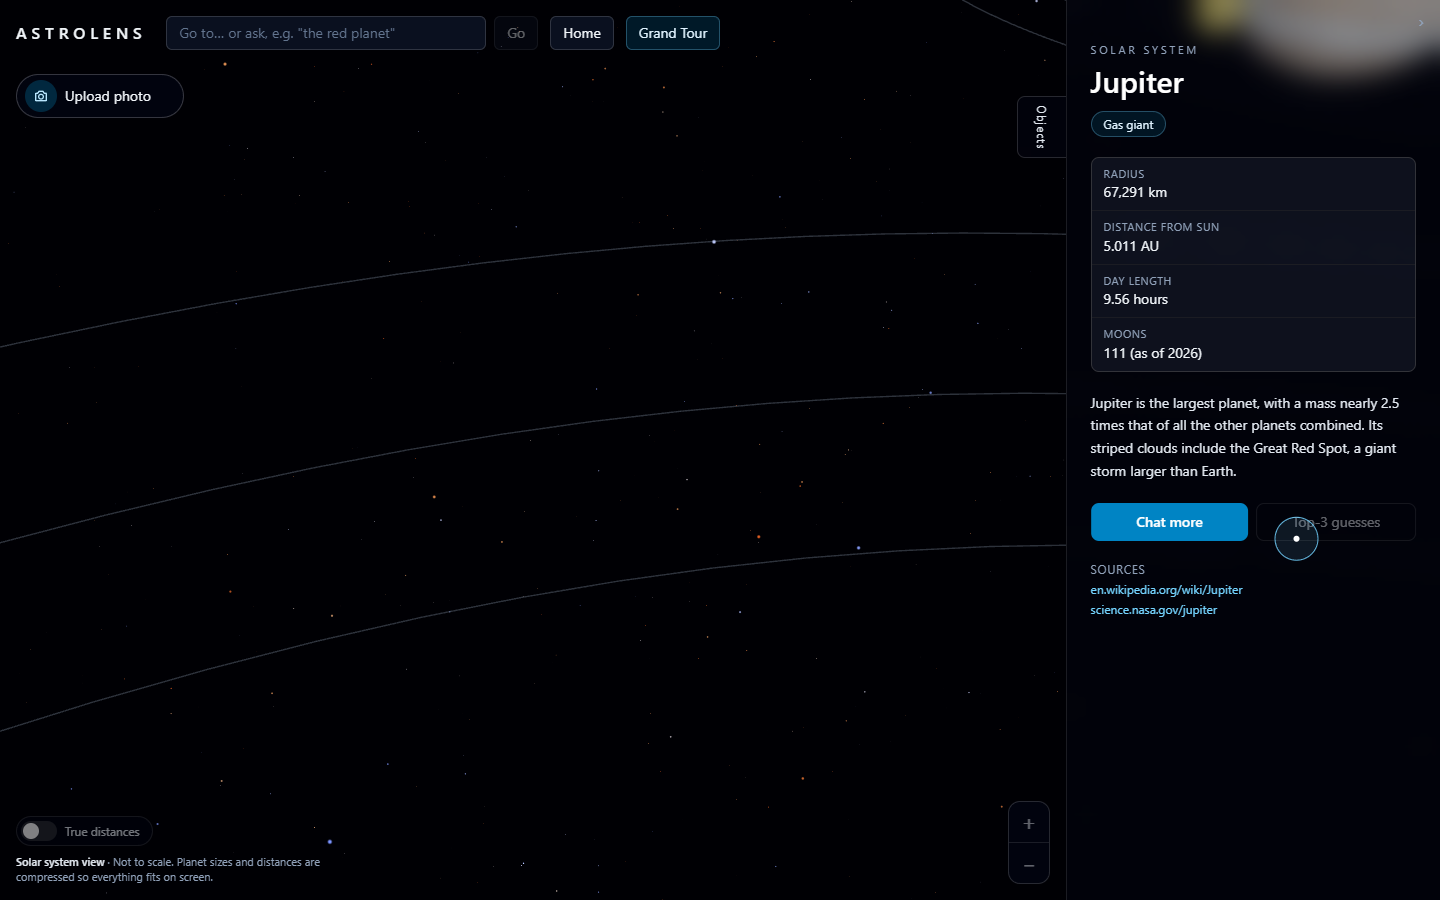 ASTROLENS
Go to... or ask, e.g. "the red planet"
Go
Home
Grand Tour
Upload photo
Objects
SOLAR SYSTEM
Jupiter
Gas giant
RADIUS
67,291 km
DISTANCE FROM SUN
5.011 AU
DAY LENGTH
9.56 hours
MOONS
111 (as of 2026)
Jupiter is the largest planet, with a mass nearly 2.5
times that of all the other planets combined. Its
striped clouds include the Great Red Spot, a giant
storm larger than Earth.
Chat more
Top-3 guesses
SOURCES
en.wikipedia.org/wiki/Jupiter
science.nasa.gov/jupiter
+
−
True distances
Solar system view · Not to scale. Planet sizes and distances are
compressed so everything fits on screen.